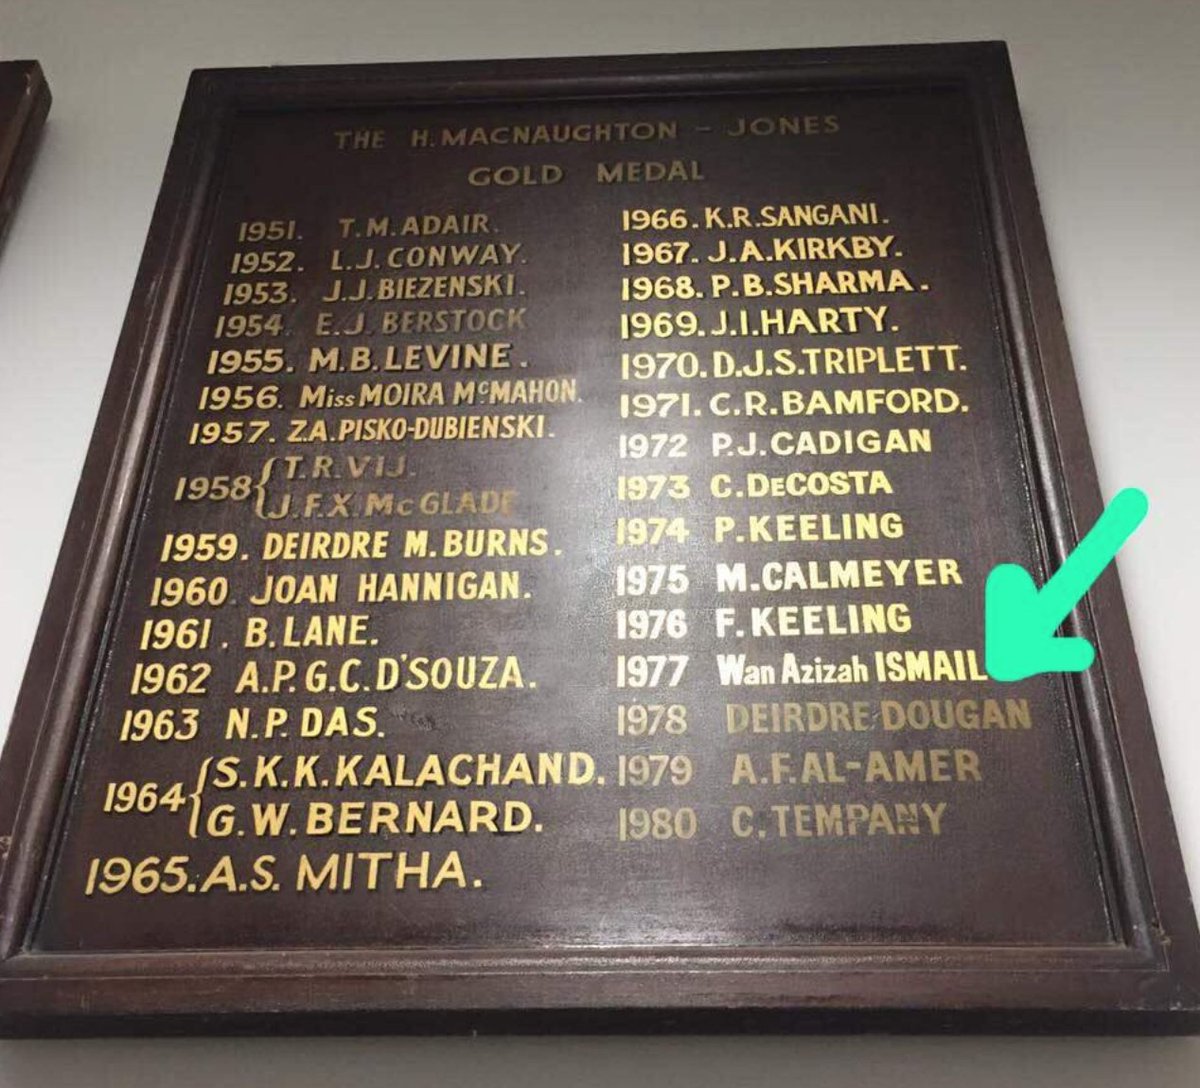 THE H. MACNAUGHTON - JONES
GOLD MEDAL
1951. T.M. ADAIR.
1952. L.J. CONWAY.
1953. J.J. BIEZENSKI.
1954. E.J. BERSTOCK
1955. M.B. LEVINE.
1956. Miss MOIRA McMAHON.
1957. Z.A. PISKO-DUBIENSKI.
1958 { T.R. VIJ.
J.F.X. McGLADE
1959. DEIRDRE M. BURNS.
1960. JOAN HANNIGAN.
1961. B. LANE.
1962 A.P.G.C. D'SOUZA.
1963 N.P. DAS.
1964 { S.K.K. KALACHAND.
G.W. BERNARD.
1965. A.S. MITHA.
1966. K.R. SANGANI.
1967. J.A. KIRKBY.
1968. P.B. SHARMA.
1969. J.I. HARTY.
1970. D.J.S. TRIPLETT.
1971. C.R. BAMFORD.
1972 P.J. CADIGAN
1973 C. DeCOSTA
1974 P. KEELING
1975 M. CALMEYER
1976 F. KEELING
1977 Wan Azizah ISMAIL
1978 DEIRDRE DOUGAN
1979 A.F. AL-AMER
1980 C. TEMPANY